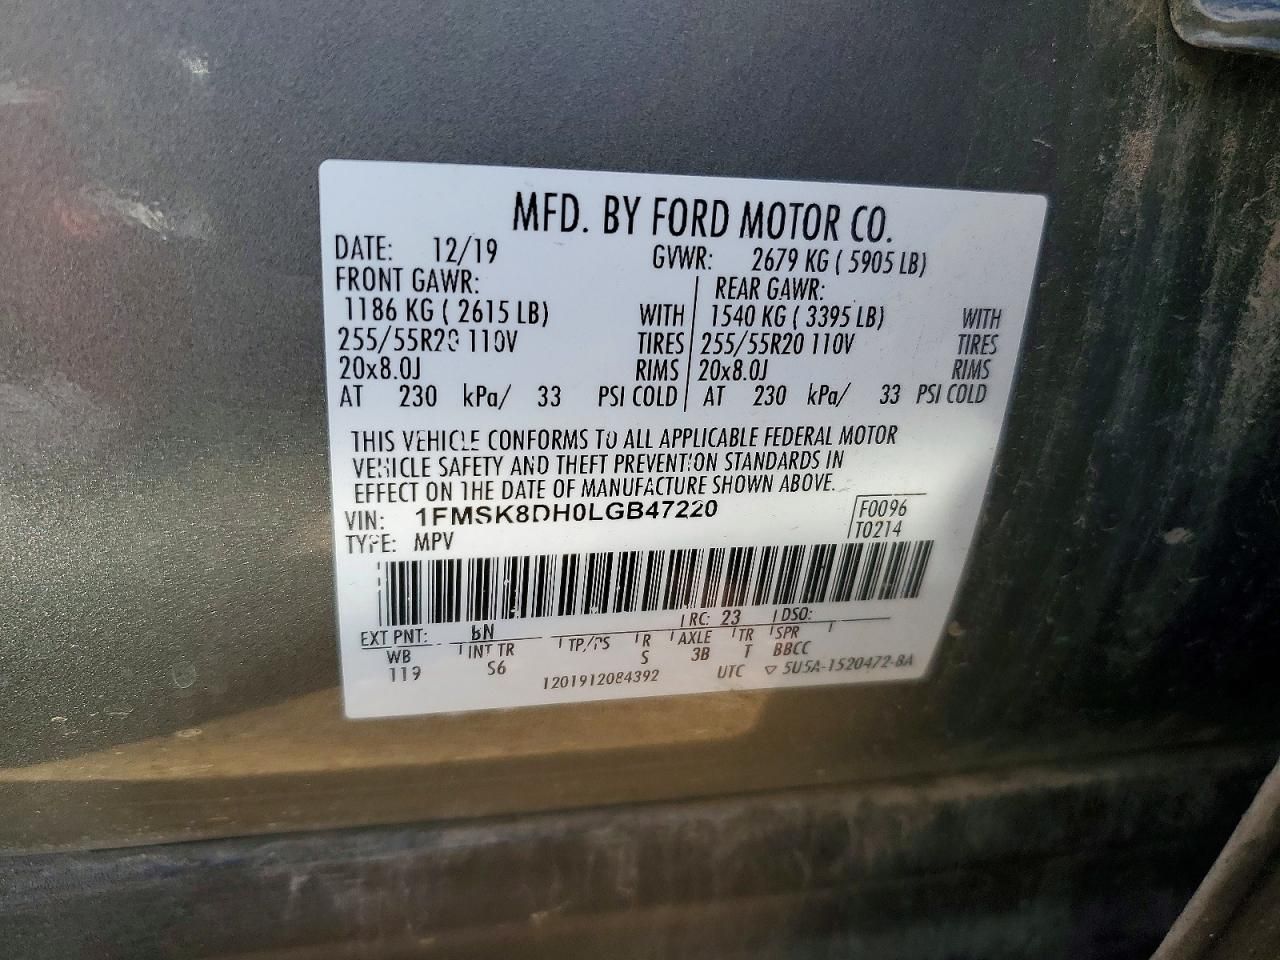 MFD. BY FORD MOTOR CO.
DATE: 12/19 GVWR: 2679 KG ( 5905 LB)
FRONT GAWR: REAR GAWR:
1186 KG ( 2615 LB) WITH 1540 KG ( 3395 LB) WITH
255/55R20 110V TIRES 255/55R20 110V TIRES
20x8.0J RIMS 20x8.0J RIMS
AT 230 kPa/ 33 PSI COLD AT 230 kPa/ 33 PSI COLD
THIS VEHICLE CONFORMS TO ALL APPLICABLE FEDERAL MOTOR
VEHICLE SAFETY AND THEFT PREVENTION STANDARDS IN
EFFECT ON THE DATE OF MANUFACTURE SHOWN ABOVE.
VIN: 1FMSK8DH0LGB47220 F0096
TYPE: MPV T0214
EXT PNT: BN RC: 23 DSO:
WB INT TR TP/PS R AXLE TR SPR
119 S6 S 3B T BBCC
1201912084392 UTC ▽ 5U5A-1520472-BA